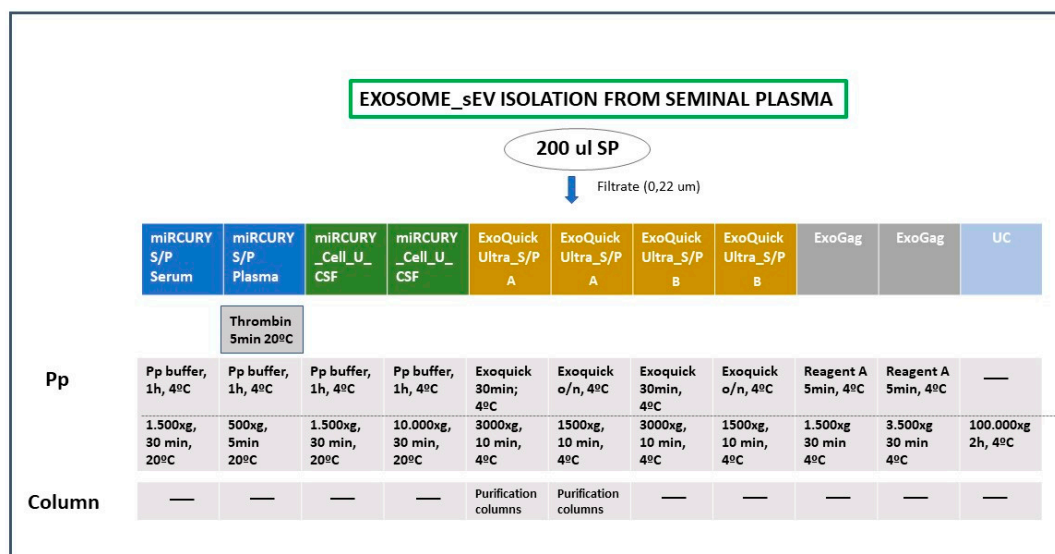 EXOSOME_sEV ISOLATION FROM SEMINAL PLASMA
200 ul SP
Filtrate (0,22 um)
miRCURY S/P Serum
miRCURY S/P Plasma
miRCURY _Cell_U_ CSF
miRCURY _Cell_U_ CSF
ExoQuick Ultra_S/P A
ExoQuick Ultra_S/P A
ExoQuick Ultra_S/P B
ExoQuick Ultra_S/P B
ExoGag
ExoGag
UC
Thrombin 5min 20ºC
Pp
Pp buffer, 1h, 4ºC
Pp buffer, 1h, 4ºC
Pp buffer, 1h, 4ºC
Pp buffer, 1h, 4ºC
Exoquick 30min; 4ºC
Exoquick o/n, 4ºC
Exoquick 30min, 4ºC
Exoquick o/n, 4ºC
Reagent A 5min, 4ºC
Reagent A 5min, 4ºC
—
1.500xg, 30 min, 20ºC
500xg, 5min 20ºC
1.500xg, 30 min, 20ºC
10.000xg, 30 min, 20ºC
3000xg, 10 min, 4ºC
1500xg, 10 min, 4ºC
3000xg, 10 min, 4ºC
1500xg, 10 min, 4ºC
1.500xg 30 min 4ºC
3.500xg 30 min 4ºC
100.000xg 2h, 4ºC
Column
—
—
—
—
Purification columns
Purification columns
—
—
—
—
—